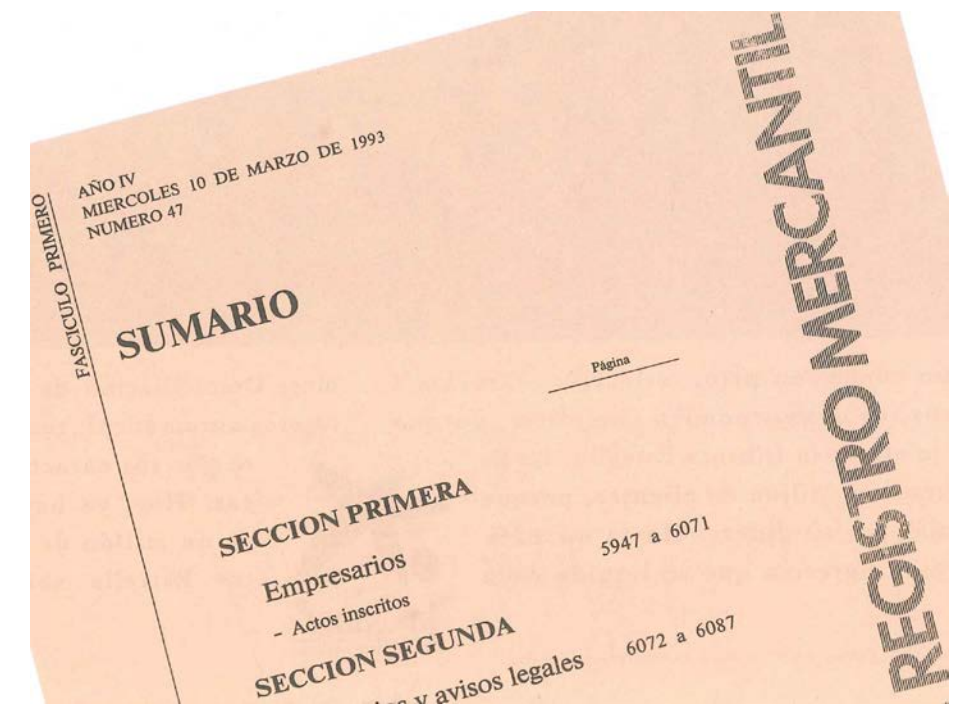 AÑO IV
MIERCOLES 10 DE MARZO DE 1993
NUMERO 47
FASCICULO PRIMERO
SUMARIO
Página
SECCION PRIMERA
Empresarios 5947 a 6071
- Actos inscritos
SECCION SEGUNDA
y avisos legales 6072 a 6087
REGISTRO MERCANTIL